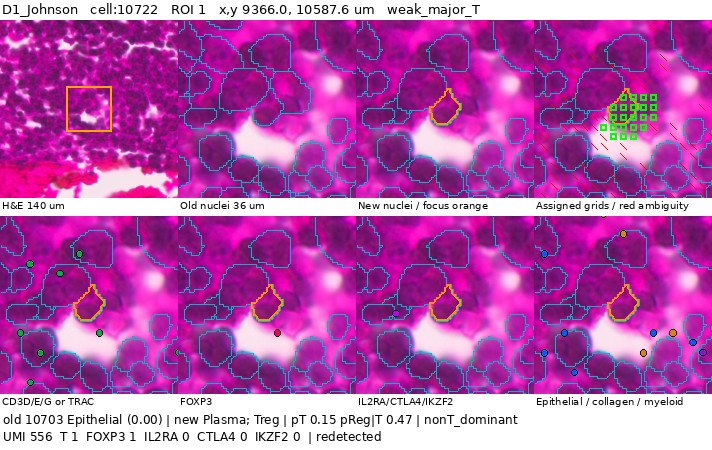 D1_Johnson cell:10722 ROI 1 x,y 9366.0, 10587.6 um weak_major_T
H&E 140 um
Old nuclei 36 um
New nuclei / focus orange
Assigned grids / red ambiguity
CD3D/E/G or TRAC
FOXP3
IL2RA/CTLA4/IKZF2
Epithelial / collagen / myeloid
old 10703 Epithelial (0.00) | new Plasma; Treg | pT 0.15 pReg|T 0.47 | nonT_dominant
UMI 556 T 1 FOXP3 1 IL2RA 0 CTLA4 0 IKZF2 0 | redetected